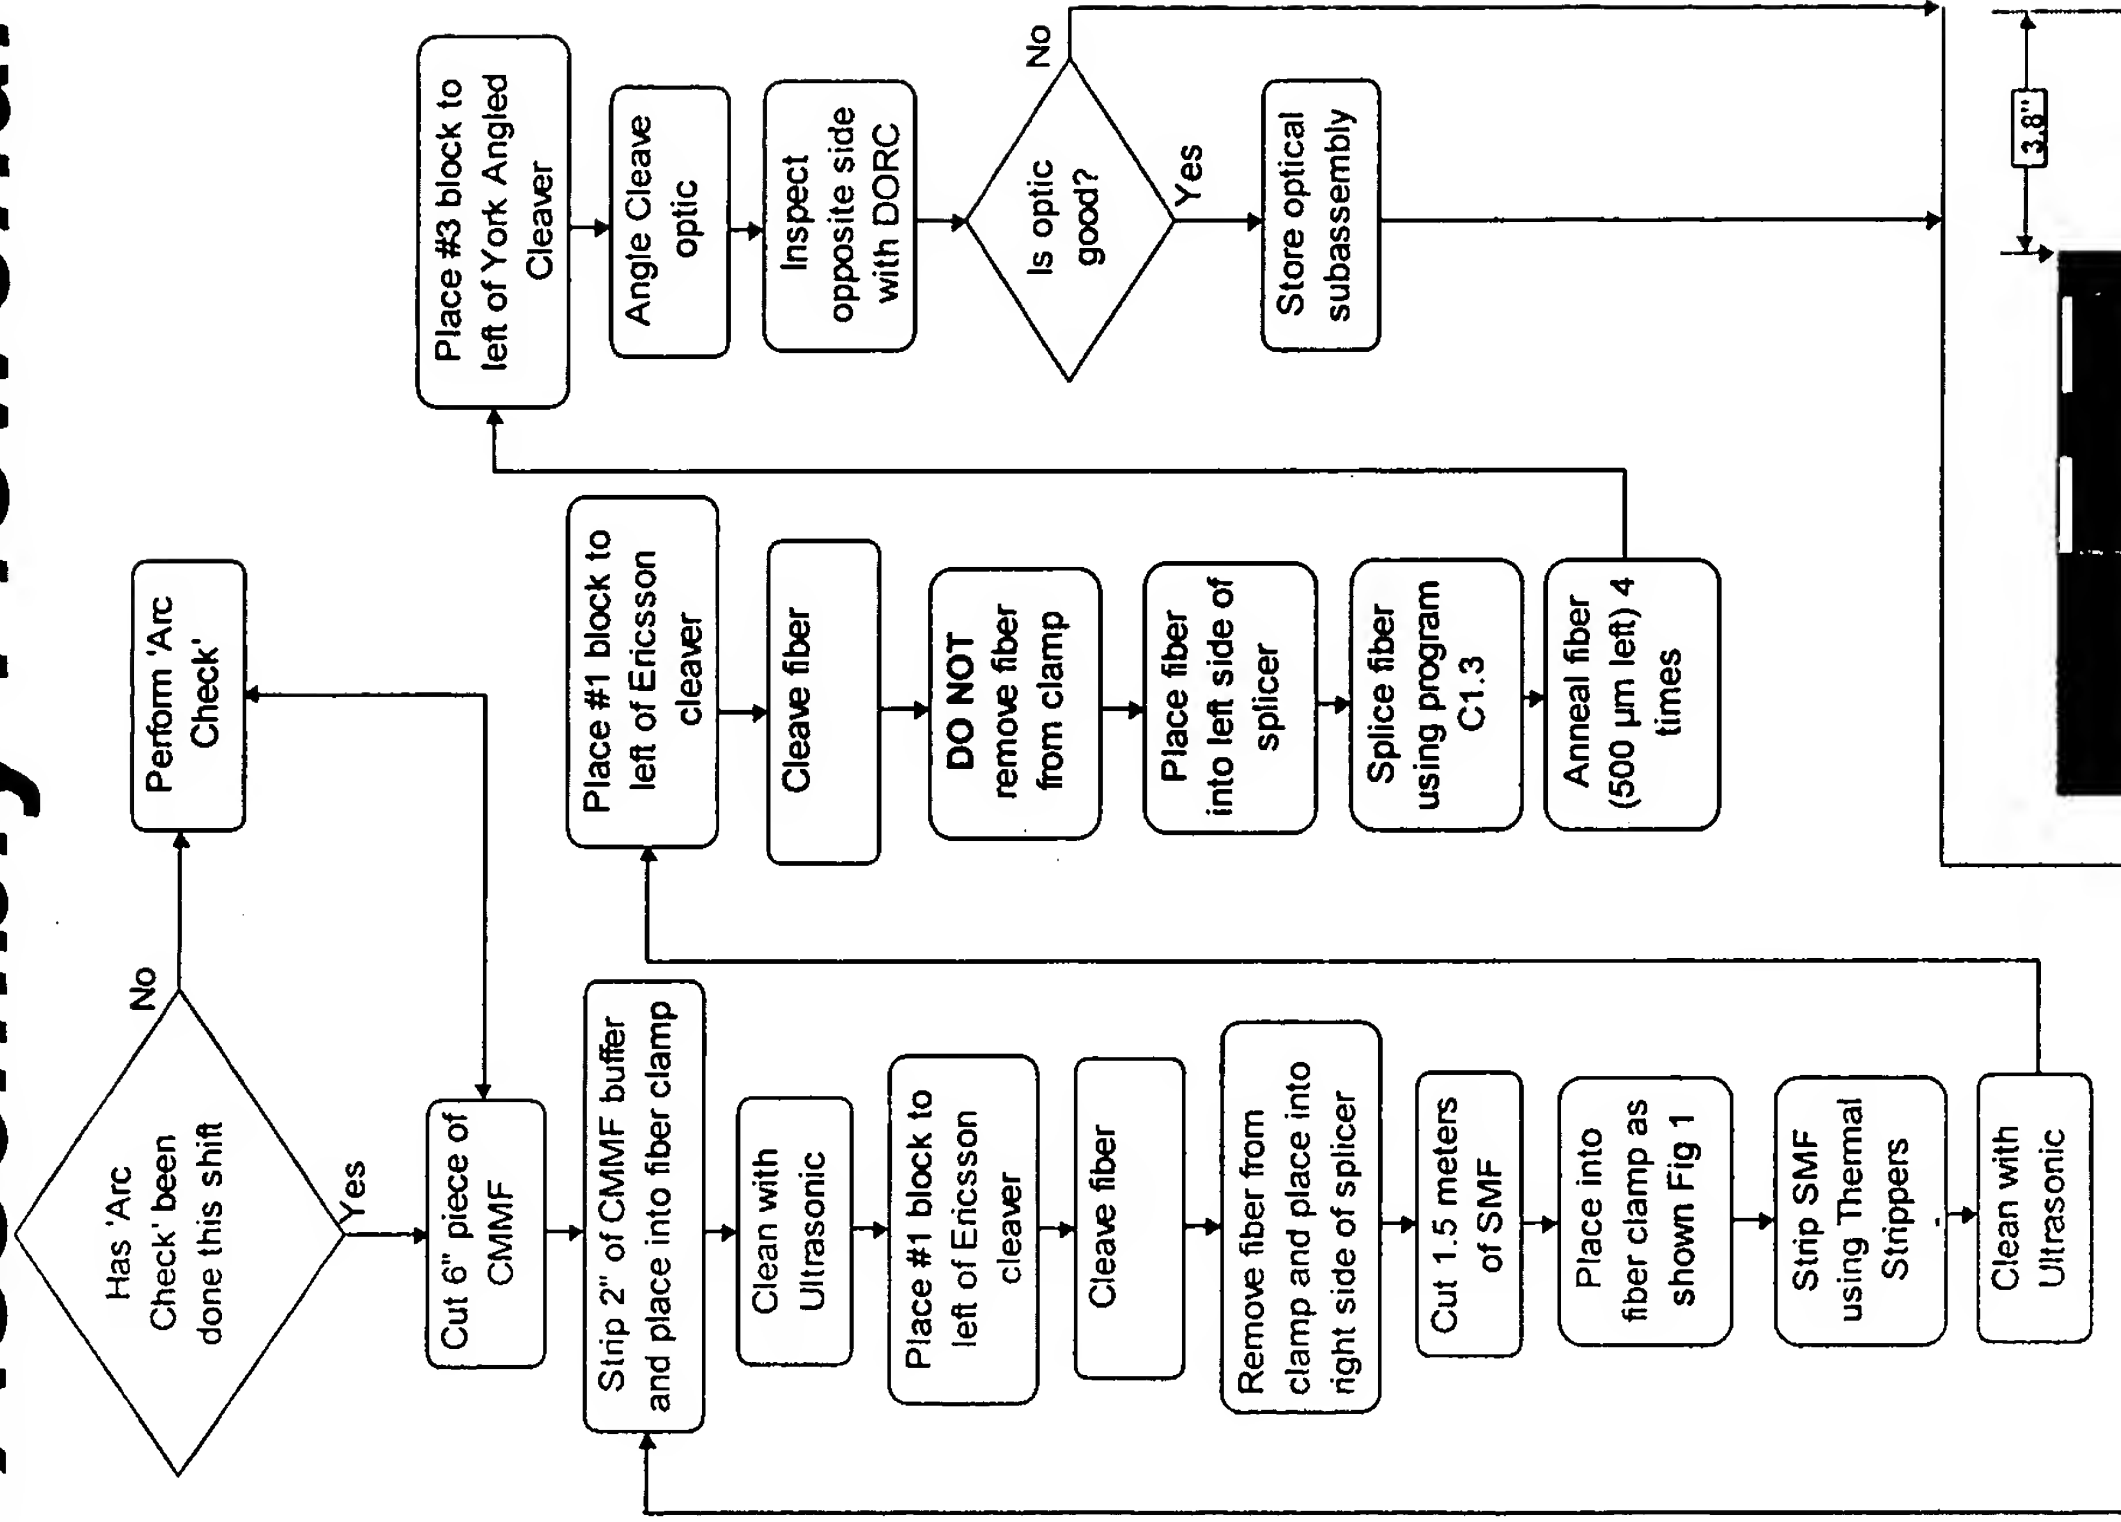 Has 'Arc
Check' been
done this shift
No
Yes
Perform 'Arc
Check'
Cut 6" piece of
CMMF
Strip 2" of CMMF buffer
and place into fiber clamp
Clean with
Ultrasonic
Place #1 block to
left of Ericsson
cleaver
Cleave fiber
Remove fiber from
clamp and place into
right side of splicer
Cut 1.5 meters
of SMF
Place into
fiber clamp as
shown Fig 1
Strip SMF
using Thermal
Strippers
Clean with
Ultrasonic
Place #1 block to
left of Ericsson
cleaver
Cleave fiber
DO NOT
remove fiber
from clamp
Place fiber
into left side of
splicer
Splice fiber
using program
C1.3
Anneal fiber
(500 µm left) 4
times
Place #3 block to
left of York Angled
Cleaver
Angle Cleave
optic
Inspect
opposite side
with DORC
Is optic
good?
No
Yes
Store optical
subassembly
3.8"